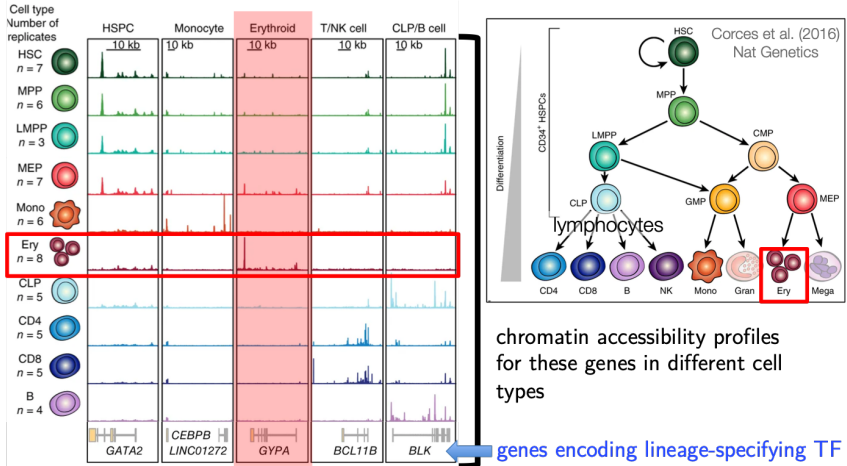 Cell type
Number of
replicates
HSPC
Monocyte
Erythroid
T/NK cell
CLP/B cell
10 kb
10 kb
10 kb
10 kb
10 kb
HSC
n = 7
MPP
n = 6
LMPP
n = 3
MEP
n = 7
Mono
n = 6
Ery
n = 8
CLP
n = 5
CD4
n = 5
CD8
n = 5
B
n = 4
GATA2
CEBPB
LINC01272
GYPA
BCL11B
BLK
Corces et al. (2016)
Nat Genetics
Differentiation
CD34+ HSPCs
HSC
MPP
LMPP
CMP
CLP
GMP
MEP
lymphocytes
CD4
CD8
B
NK
Mono
Gran
Ery
Mega
chromatin accessibility profiles
for these genes in different cell
types
genes encoding lineage-specifying TF